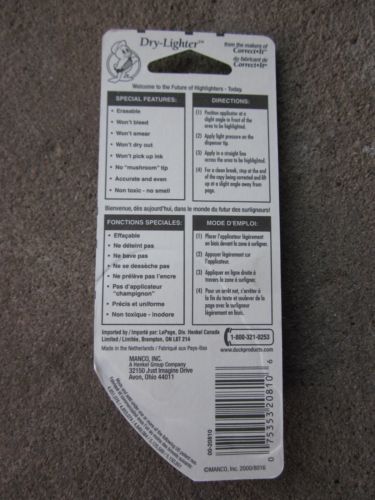 Dry-Lighter™
from the makers of
Correct•It™
du fabricant de
Correct•It™
Welcome to the Future of Highlighters - Today.
SPECIAL FEATURES:
• Erasable
• Won't bleed
• Won't smear
• Won't dry out
• Won't pick up ink
• No "mushroom" tip
• Accurate and even
• Non toxic - no smell
DIRECTIONS:
(1) Position applicator at a
slight angle in front of the
area to be highlighted.
(2) Apply light pressure on the
dispenser tip.
(3) Apply in a straight line
across the area to be highlighted.
(4) For a clean break, stop at the end
of the copy being corrected and lift
up at a slight angle away from
page.
Bienvenue, dès aujourd'hui, dans le monde du futur des surligneurs!
FONCTIONS SPECIALES:
• Effaçable
• Ne déteint pas
• Ne bave pas
• Ne se dessèche pas
• Ne prélève pas l'encre
• Pas d'applicateur
"champignon"
• Précis et uniforme
• Non toxique - inodore
MODE D'EMPLOI:
(1) Placer l'applicateur légèrement
en biais devant la zone à surligner.
(2) Appuyer légèrement sur
l'applicateur.
(3) Appliquer en ligne droite à
travers la zone à surligner.
(4) Pour un arrêt net, s'arrêter à
la fin du texte et soulever de la
page avec un angle du surligneur
légèrement en biais.
Imported by / Importé par: LePage, Div. Henkel Canada
Limited / Limitée, Brampton, ON L6T 2J4
Made in the Netherlands / Fabriqué aux Pays-Bas
1-800-321-0253
www.duckproducts.com
MANCO, INC.
A Henkel Group Company
32150 Just Imagine Drive
Avon, Ohio 44011
00-20810
0 75353 20810 6
©MANCO, Inc. 2000/8016